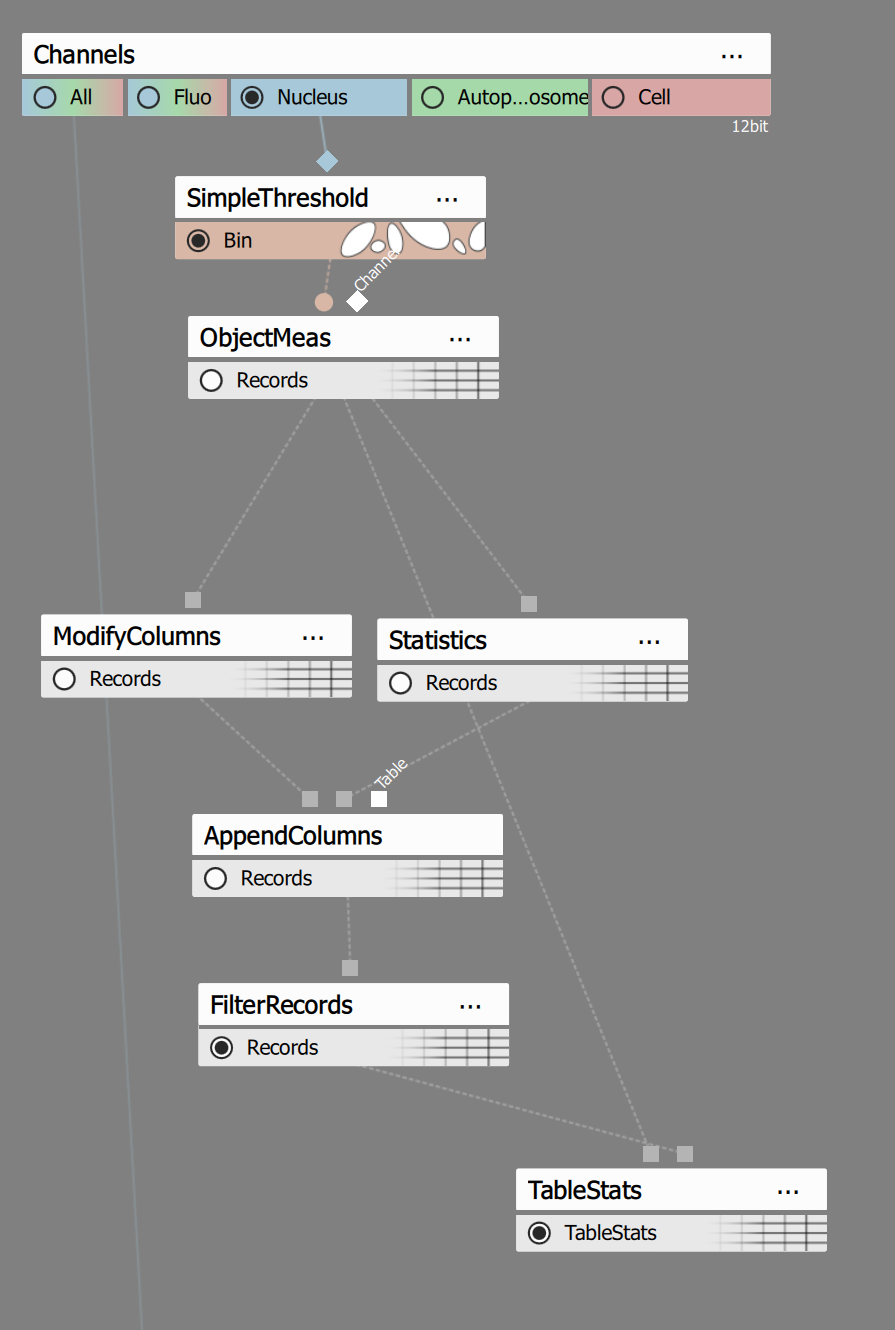 Channels ...
All Fluo Nucleus Autop...osome Cell
12bit
SimpleThreshold ...
Bin
Channel
ObjectMeas ...
Records
ModifyColumns ...
Records
Statistics ...
Records
Table
AppendColumns
Records
FilterRecords ...
Records
TableStats ...
TableStats